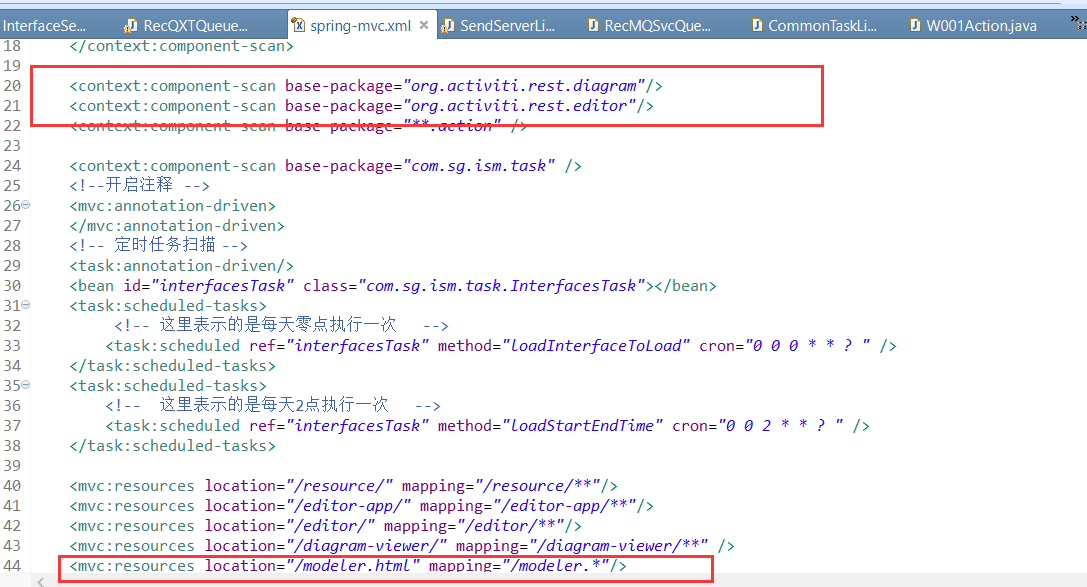 InterfaceSe... RecQXTQueue... spring-mvc.xml SendServerLi... RecMQSvcQue... CommonTaskLi... W001Action.java
18 </context:component-scan>
19
20 <context:component-scan base-package="org.activiti.rest.diagram"/>
21 <context:component-scan base-package="org.activiti.rest.editor"/>
22 <context:component-scan base-package="**.action" />
23
24 <context:component-scan base-package="com.sg.ism.task" />
25 <!--开启注释 -->
26 <mvc:annotation-driven>
27 </mvc:annotation-driven>
28 <!-- 定时任务扫描 -->
29 <task:annotation-driven/>
30 <bean id="interfacesTask" class="com.sg.ism.task.InterfacesTask"></bean>
31 <task:scheduled-tasks>
32 <!-- 这里表示的是每天零点执行一次 -->
33 <task:scheduled ref="interfacesTask" method="loadInterfaceToLoad" cron="0 0 0 * * ? " />
34 </task:scheduled-tasks>
35 <task:scheduled-tasks>
36 <!-- 这里表示的是每天2点执行一次 -->
37 <task:scheduled ref="interfacesTask" method="loadStartEndTime" cron="0 0 2 * * ? " />
38 </task:scheduled-tasks>
39
40 <mvc:resources location="/resource/" mapping="/resource/**"/>
41 <mvc:resources location="/editor-app/" mapping="/editor-app/**"/>
42 <mvc:resources location="/editor/" mapping="/editor/**"/>
43 <mvc:resources location="/diagram-viewer/" mapping="/diagram-viewer/**" />
44 <mvc:resources location="/modeler.html" mapping="/modeler.*"/>